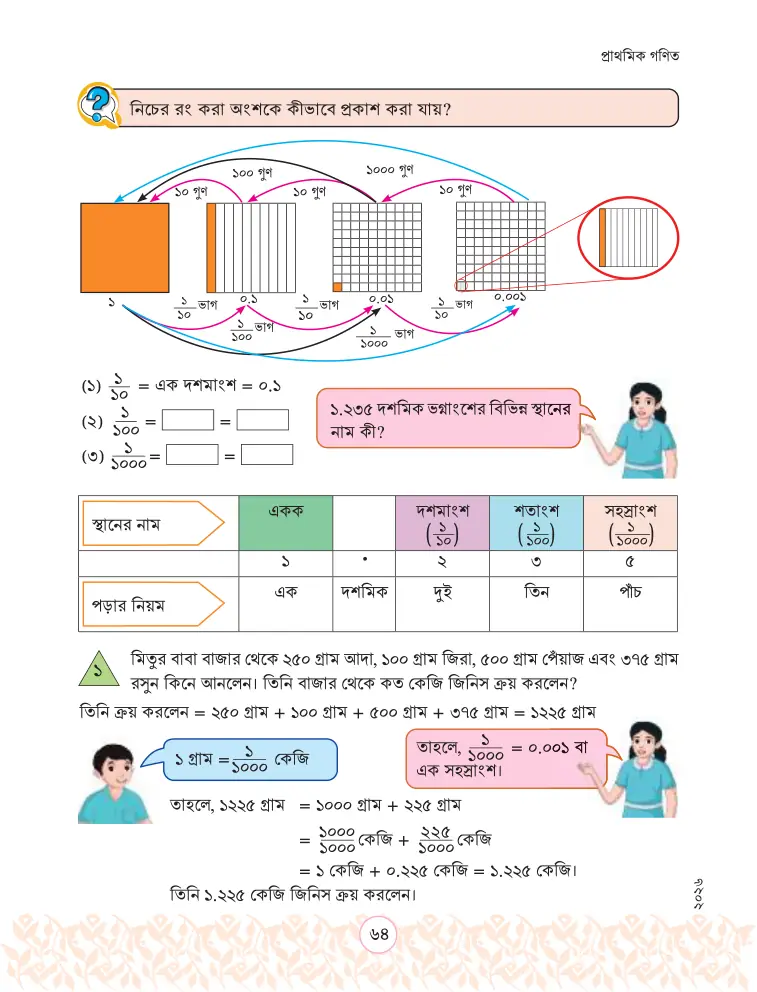 প্রাথমিক গণিত
নিচের রং করা অংশকে কীভাবে প্রকাশ করা যায়?
১০০ গুণ ১০০০ গুণ
১০ গুণ ১০ গুণ ১০ গুণ
১ ১/১০ ভাগ ০.১ ১/১০ ভাগ ০.০১ ১/১০ ভাগ ০.০০১
১/১০০ ভাগ ১/১০০০ ভাগ
(১) ১/১০ = এক দশমাংশ = ০.১
(২) ১/১০০ = =
(৩) ১/১০০০ = =
১.২৩৫ দশমিক ভগ্নাংশের বিভিন্ন স্থানের
নাম কী?
স্থানের নাম একক দশমাংশ (১/১০) শতাংশ (১/১০০) সহস্রাংশ (১/১০০০)
১ . ২ ৩ ৫
পড়ার নিয়ম এক দশমিক দুই তিন পাঁচ
১ মিতুর বাবা বাজার থেকে ২৫০ গ্রাম আদা, ১০০ গ্রাম জিরা, ৫০০ গ্রাম পেঁয়াজ এবং ৩৭৫ গ্রাম
রসুন কিনে আনলেন। তিনি বাজার থেকে কত কেজি জিনিস ক্রয় করলেন?
তিনি ক্রয় করলেন = ২৫০ গ্রাম + ১০০ গ্রাম + ৫০০ গ্রাম + ৩৭৫ গ্রাম = ১২২৫ গ্রাম
১ গ্রাম = ১/১০০০ কেজি
তাহলে, ১/১০০০ = ০.০০১ বা
এক সহস্রাংশ।
তাহলে, ১২২৫ গ্রাম = ১০০০ গ্রাম + ২২৫ গ্রাম
= ১০০০/১০০০ কেজি + ২২৫/১০০০ কেজি
= ১ কেজি + ০.২২৫ কেজি = ১.২২৫ কেজি।
তিনি ১.২২৫ কেজি জিনিস ক্রয় করলেন।
২০২৬
৬৪